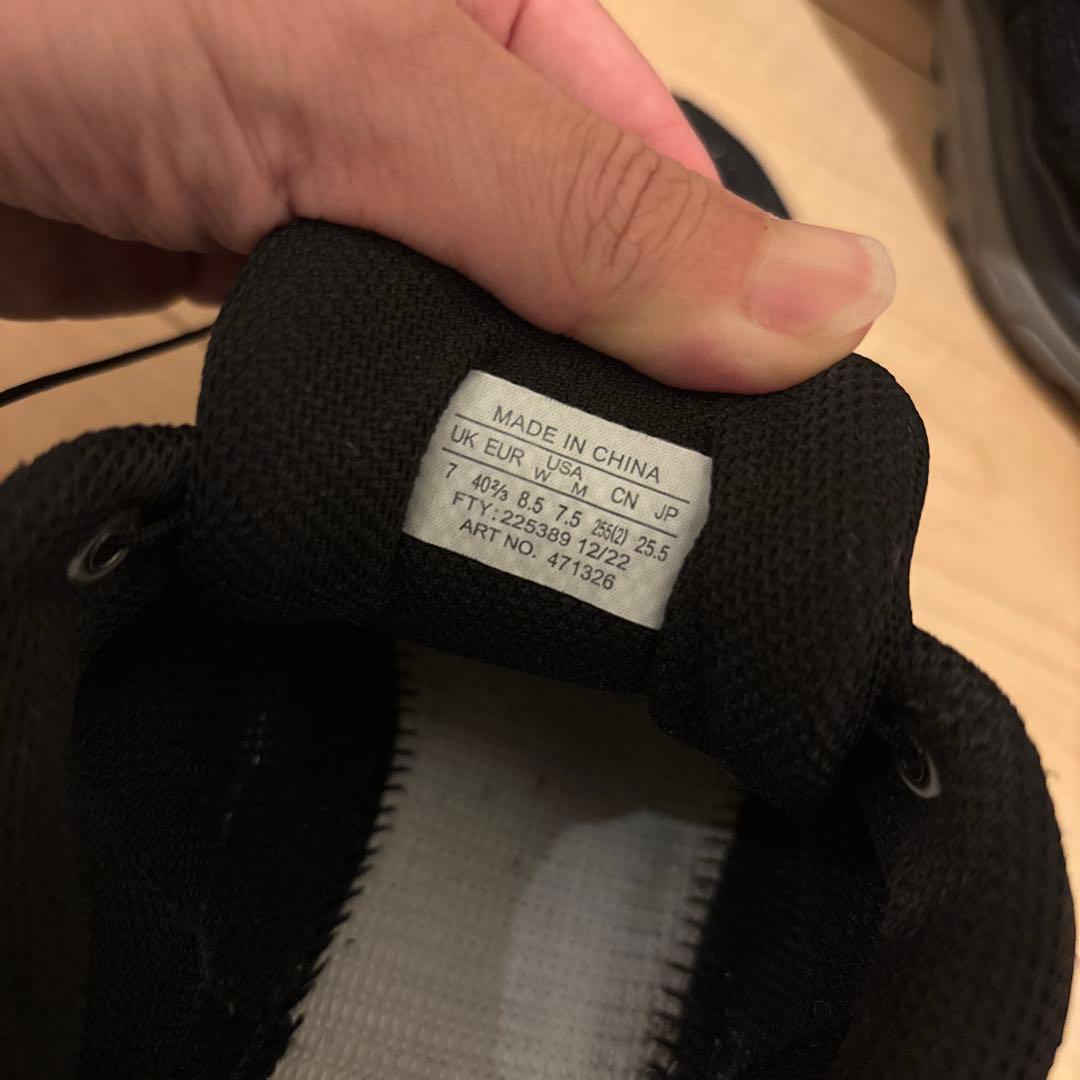 MADE IN CHINA
UK EUR USA CN JP
W M
7 40⅔ 8.5 7.5 255(2) 25.5
FTY: 225389 12/22
ART NO. 471326